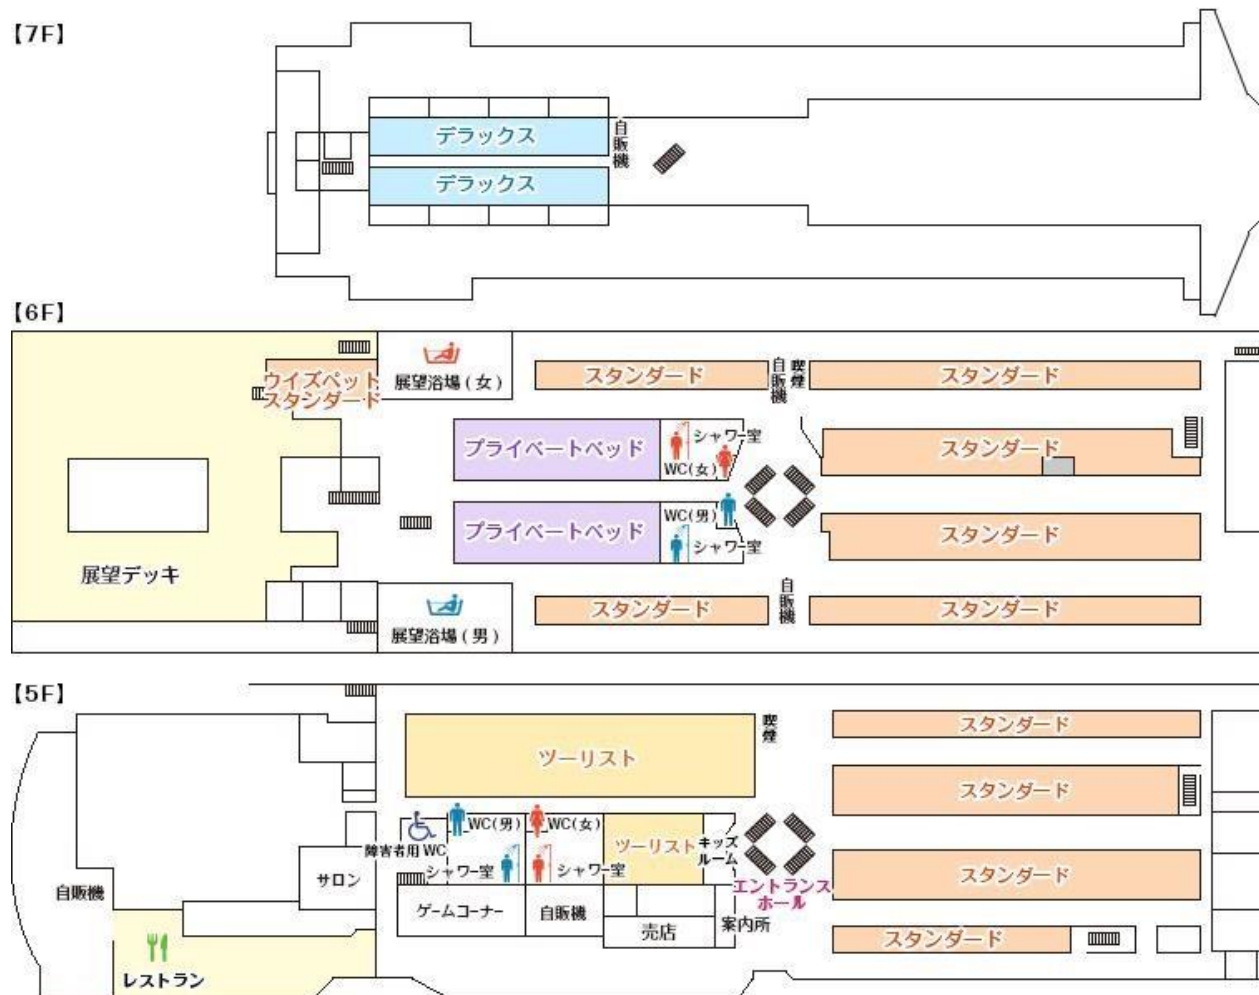 【7F】
デラックス
自販機
デラックス
【6F】
ウイズペット
スタンダード
展望浴場(女)
スタンダード
自販機
喫煙
スタンダード
プライベートベッド
シャワー室
WC(女)
スタンダード
プライベートベッド
WC(男)
シャワー室
スタンダード
展望デッキ
展望浴場(男)
スタンダード
自販機
スタンダード
【5F】
ツーリスト
喫煙
スタンダード
スタンダード
障害者用WC
WC(男)
シャワー室
WC(女)
シャワー室
ツーリスト
キッズ
ルーム
エントランス
ホール
スタンダード
サロン
自販機
ゲームコーナー
自販機
売店
案内所
スタンダード
レストラン